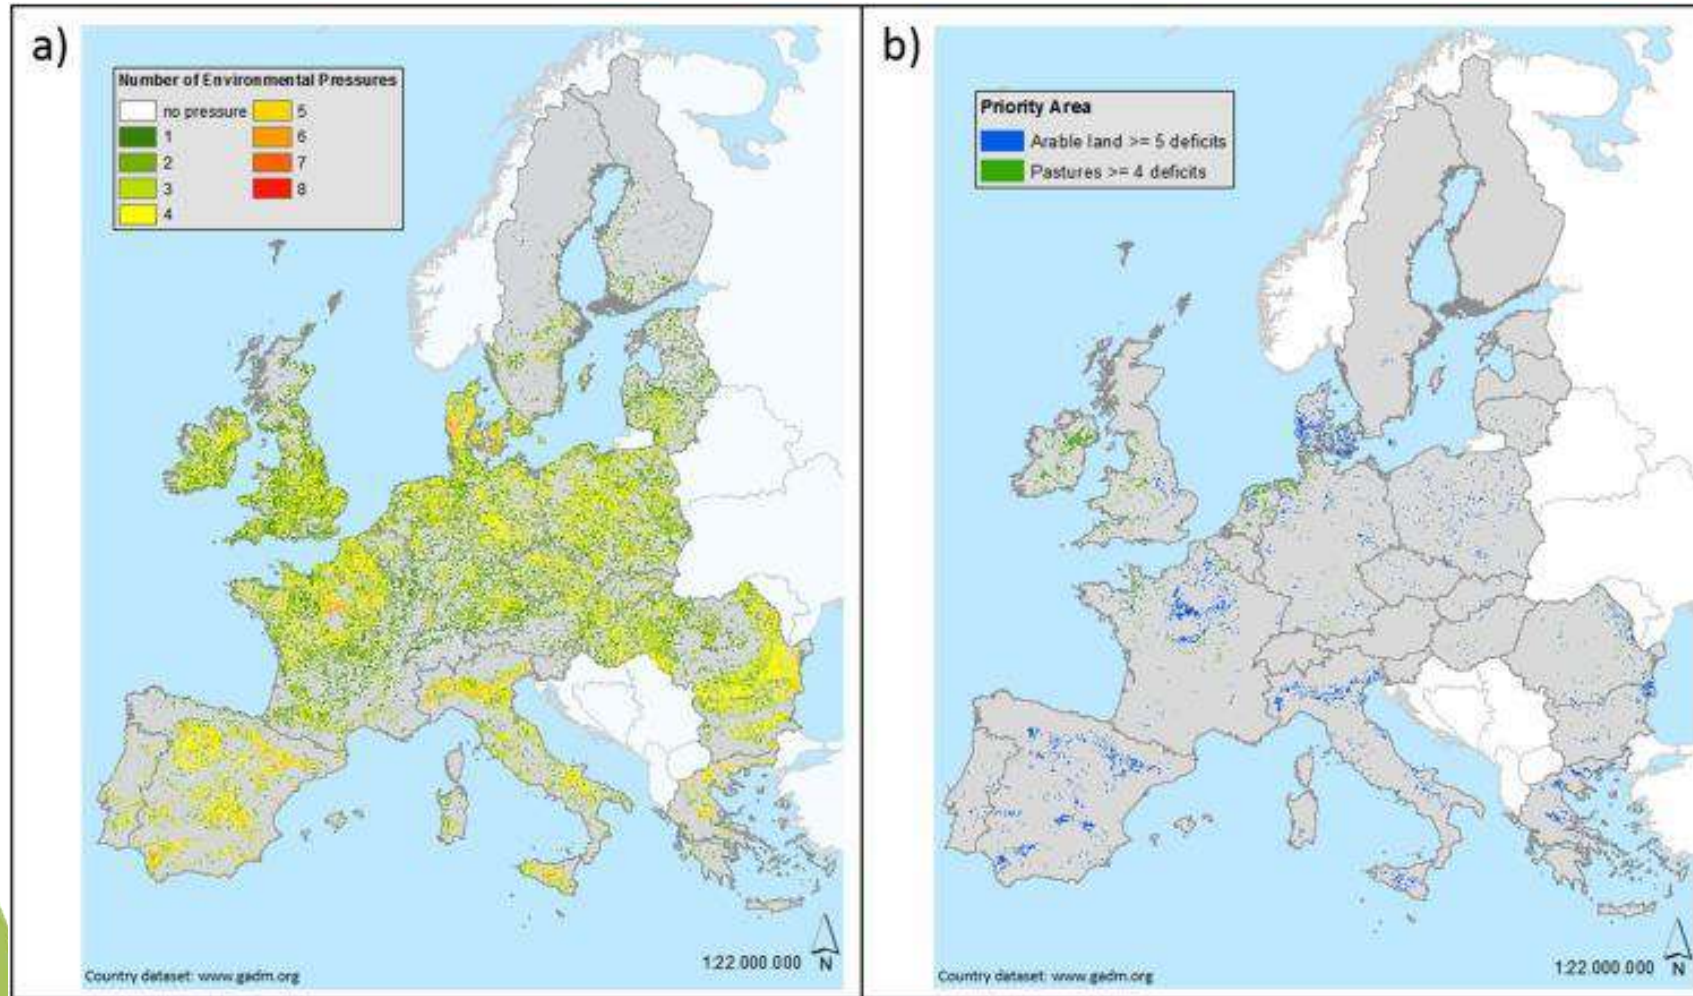 a)
Number of Environmental Pressures
no pressure 5
1 6
2 7
3 8
4
1:22.000.000 N
Country dataset: www.gadm.org
b)
Priority Area
Arable land >= 5 deficits
Pastures >= 4 deficits
1:22.000.000 N
Country dataset: www.gadm.org